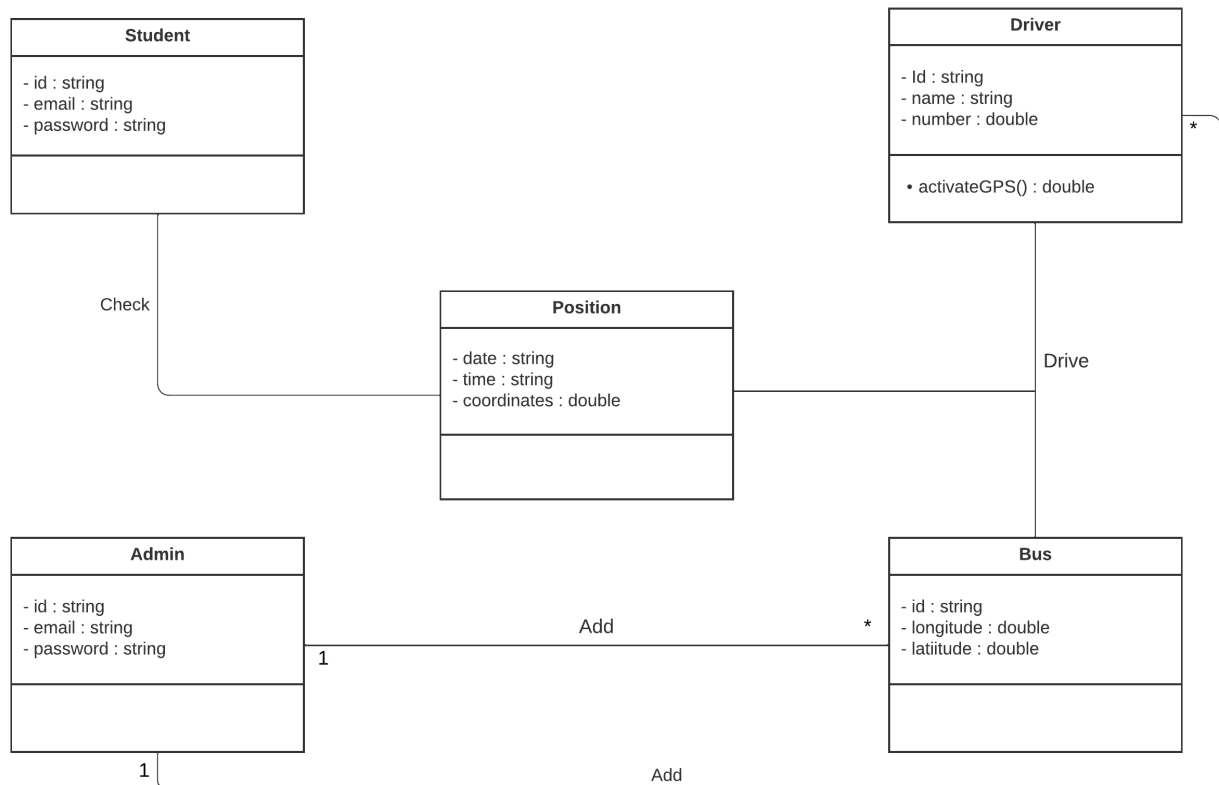 Student
- id : string
- email : string
- password : string
Driver
- Id : string
- name : string
- number : double
*
• activateGPS() : double
Check
Position
- date : string
- time : string
- coordinates : double
Drive
Admin
- id : string
- email : string
- password : string
1
Add
*
Bus
- id : string
- longitude : double
- latiitude : double
1
Add